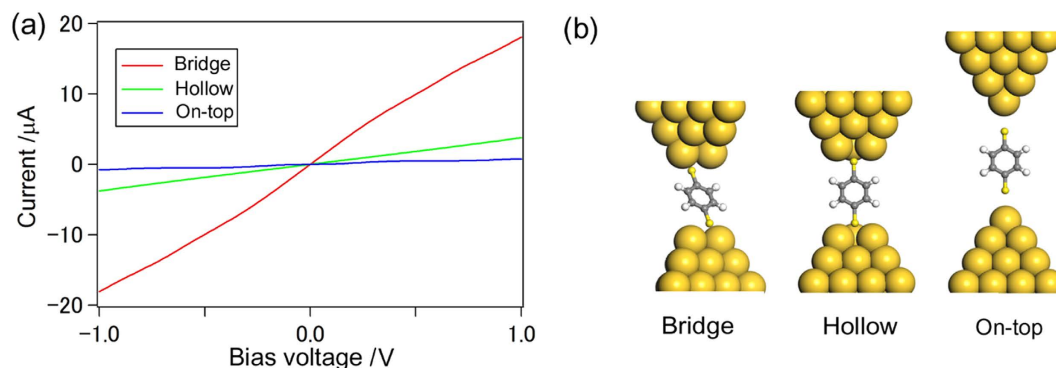 (a)
20
10
0
−10
−20
Current /μA
Bridge
Hollow
On-top
-1.0
0.0
1.0
Bias voltage /V
(b)
Bridge
Hollow
On-top